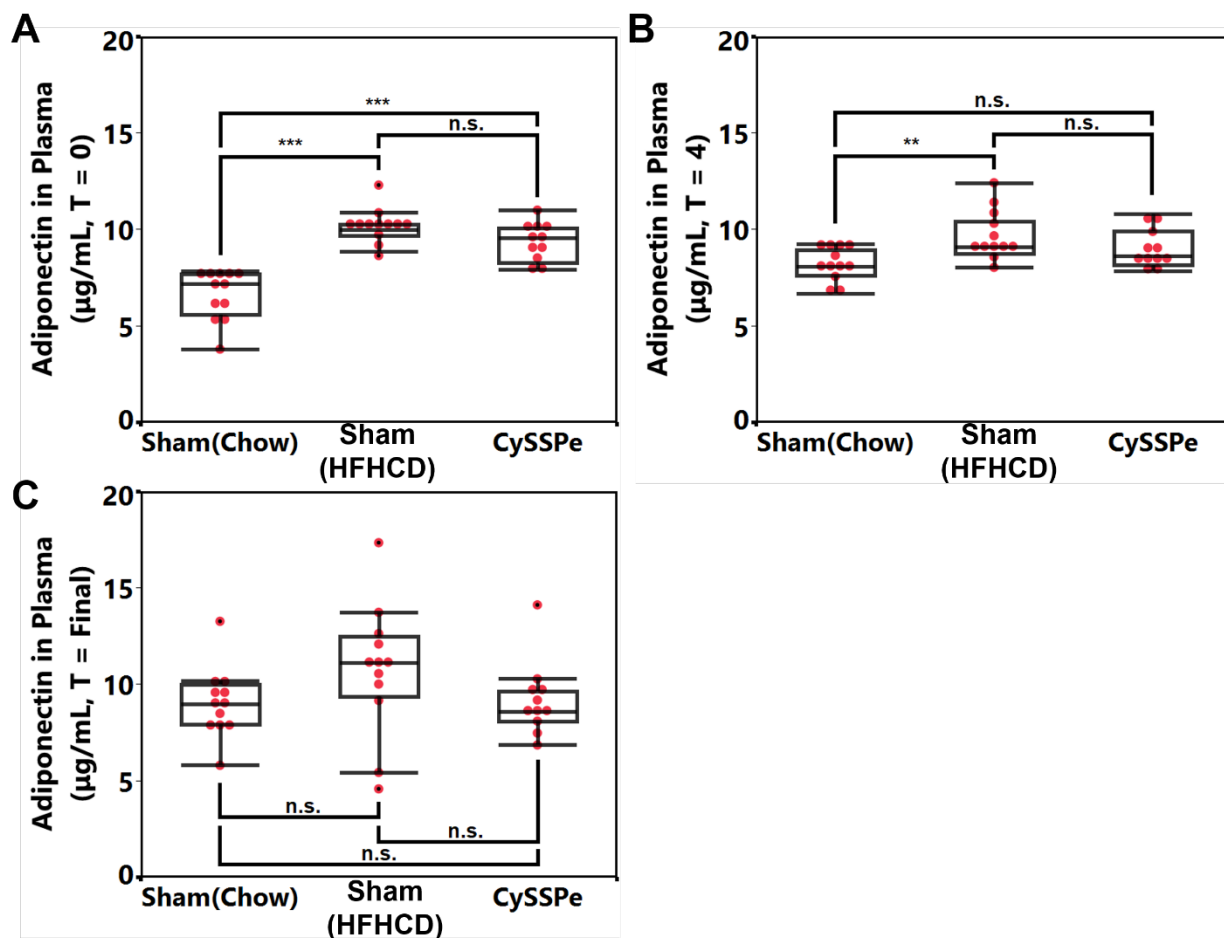 A
Adiponectin in Plasma
(µg/mL, T = 0)
20
15
10
5
0
***
***
n.s.
Sham(Chow)
Sham
(HFHCD)
CySSPe
B
Adiponectin in Plasma
(µg/mL, T = 4)
20
15
10
5
0
n.s.
n.s.
**
Sham(Chow)
Sham
(HFHCD)
CySSPe
C
Adiponectin in Plasma
(µg/mL, T = Final)
20
15
10
5
0
n.s.
n.s.
n.s.
Sham(Chow)
Sham
(HFHCD)
CySSPe